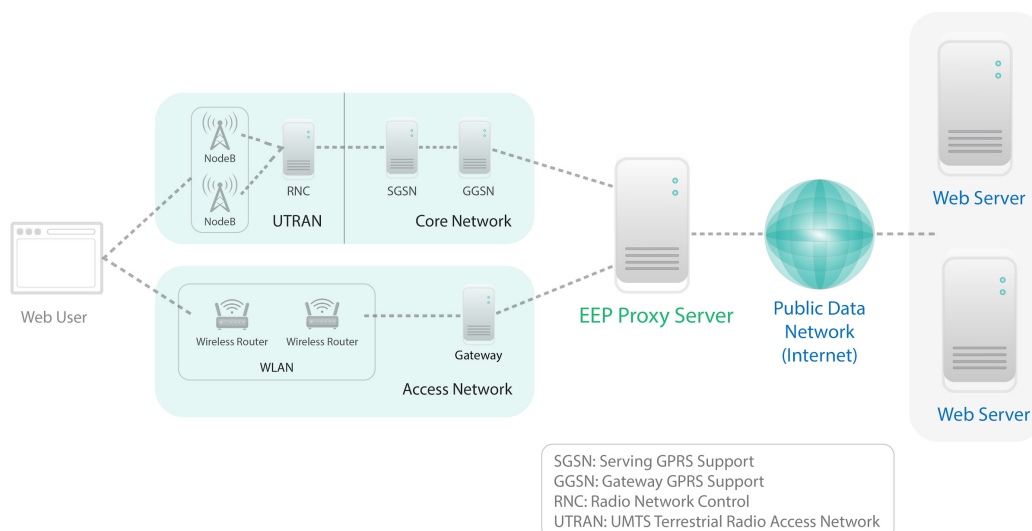 NodeB
NodeB
RNC
UTRAN
SGSN
GGSN
Core Network
Web User
Wireless Router
Wireless Router
WLAN
Gateway
Access Network
EEP Proxy Server
Public Data
Network
(Internet)
Web Server
Web Server
SGSN: Serving GPRS Support
GGSN: Gateway GPRS Support
RNC: Radio Network Control
UTRAN: UMTS Terrestrial Radio Access Network